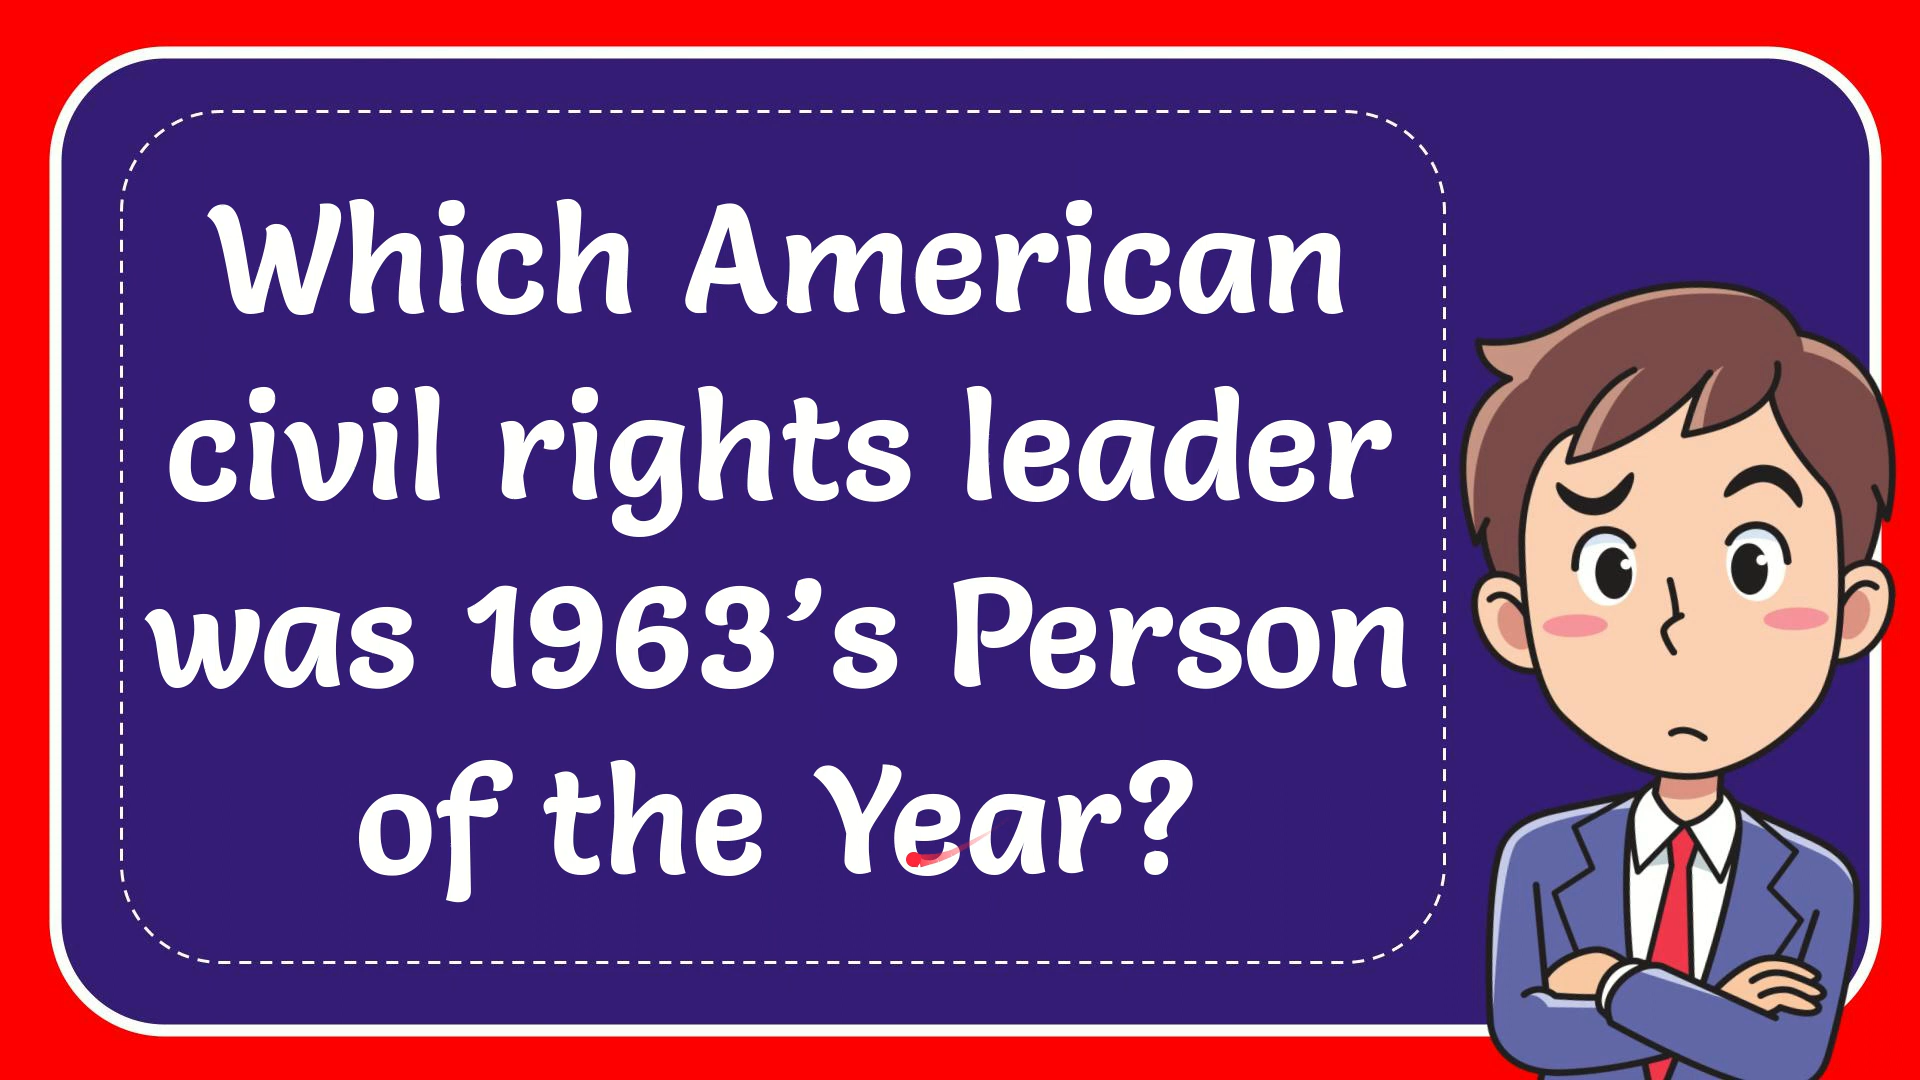 Which American
civil rights leader
was 1963’s Person
of the Year?